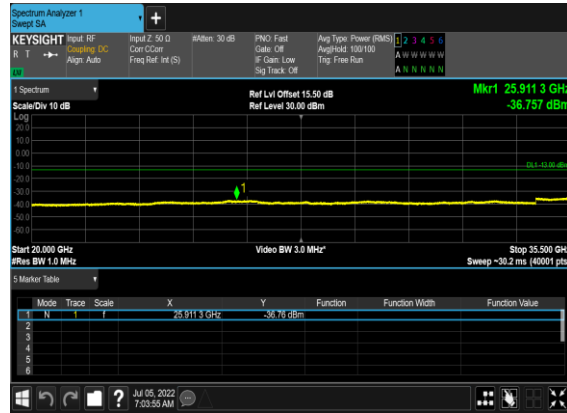 Spectrum Analyzer 1
Swept SA
+
KEYSIGHT
R T
LXI
Input: RF
Coupling: DC
Align: Auto
Input Z: 50 Ω
Corr CCorr
Freq Ref: Int (S)
#Atten: 30 dB
PNO: Fast
Gate: Off
IF Gain: Low
Sig Track: Off
Avg Type: Power (RMS)
Avg|Hold: 100/100
Trig: Free Run
1 2 3 4 5 6
A W W W W W
A N N N N N
1 Spectrum
Scale/Div 10 dB
Ref Lvl Offset 15.50 dB
Ref Level 30.00 dBm
Mkr1 25.911 3 GHz
-36.757 dBm
Log
20.0
10.0
0.00
-10.0
-20.0
-30.0
-40.0
-50.0
-60.0
DL1 -13.00 dBm
1
Start 20.000 GHz
#Res BW 1.0 MHz
Video BW 3.0 MHz*
Stop 35.500 GHz
Sweep ~30.2 ms (40001 pts)
5 Marker Table
Mode Trace Scale X Y Function Function Width Function Value
1 N 1 f 25.911 3 GHz -36.76 dBm
2
3
4
5
6
?
Jul 05, 2022
7:03:55 AM